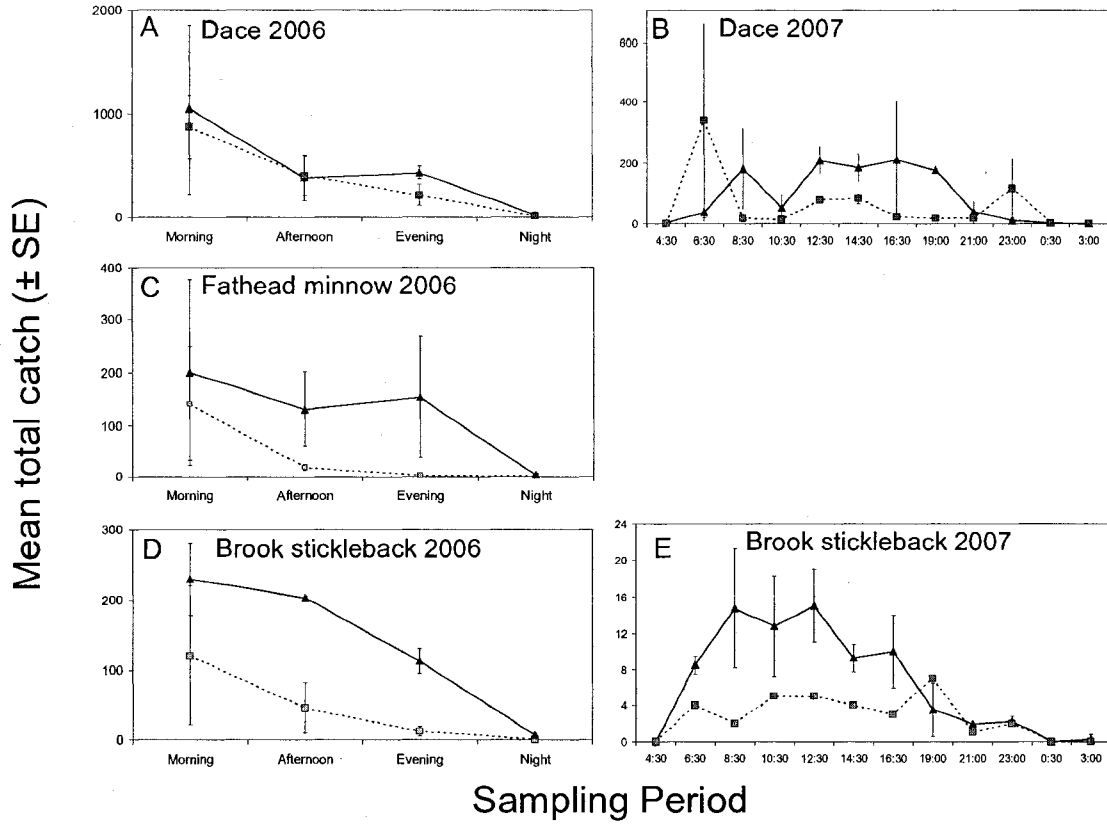 Mean total catch (± SE)
A Dace 2006
2000
1000
0
Morning Afternoon Evening Night
B Dace 2007
600
400
200
0
4:30 6:30 8:30 10:30 12:30 14:30 16:30 19:00 21:00 23:00 0:30 3:00
C Fathead minnow 2006
400
300
200
100
0
Morning Afternoon Evening Night
D Brook stickleback 2006
300
200
100
0
Morning Afternoon Evening Night
E Brook stickleback 2007
24
20
16
12
8
4
0
4:30 6:30 8:30 10:30 12:30 14:30 16:30 19:00 21:00 23:00 0:30 3:00
Sampling Period